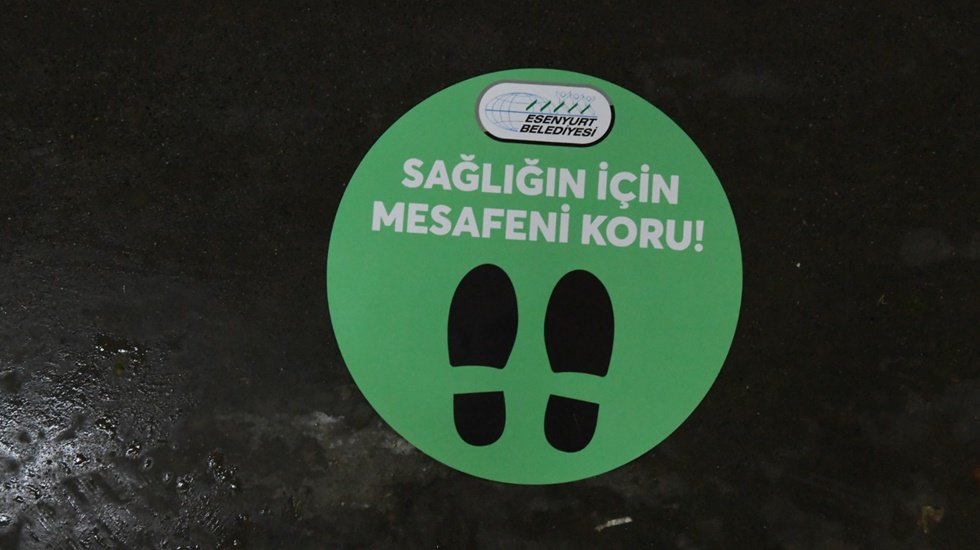 ESENYURT
BELEDİYESİ
SAĞLIĞIN İÇİN
MESAFENİ KORU!